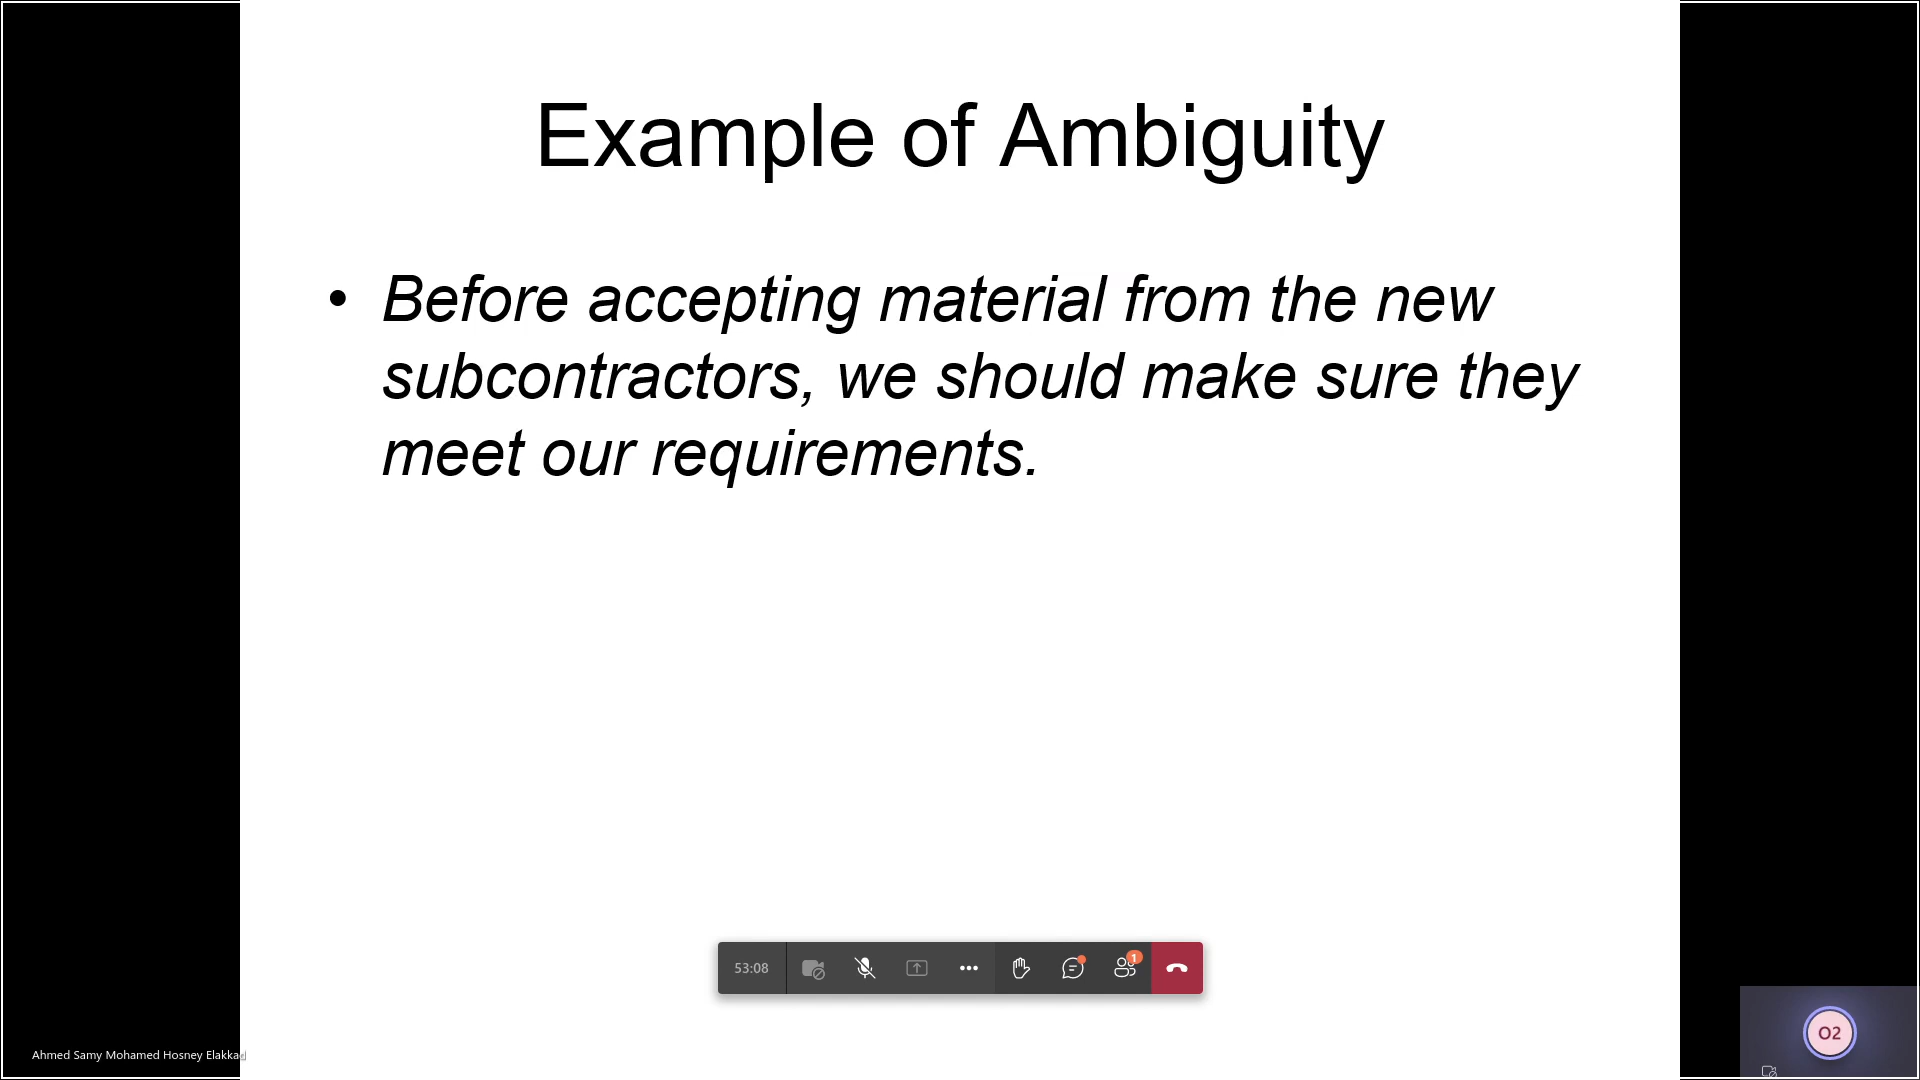 Example of Ambiguity
• Before accepting material from the new
subcontractors, we should make sure they
meet our requirements.
53:08
1
Ahmed Samy Mohamed Hosney Elakkad
O2